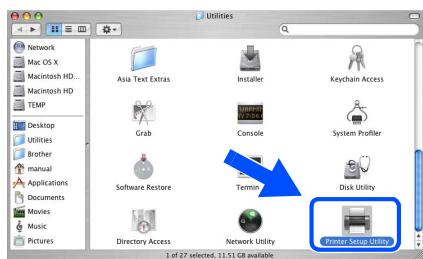 Utilities
Network
Mac OS X
Macintosh HD...
Macintosh HD
TEMP
Desktop
Utilities
Brother
manual
Applications
Documents
Movies
Music
Pictures
Asia Text Extras
Installer
Keychain Access
Grab
Console
System Profiler
Software Restore
Termin
Disk Utility
Directory Access
Network Utility
Printer Setup Utility
1 of 27 selected, 11.51 GB available